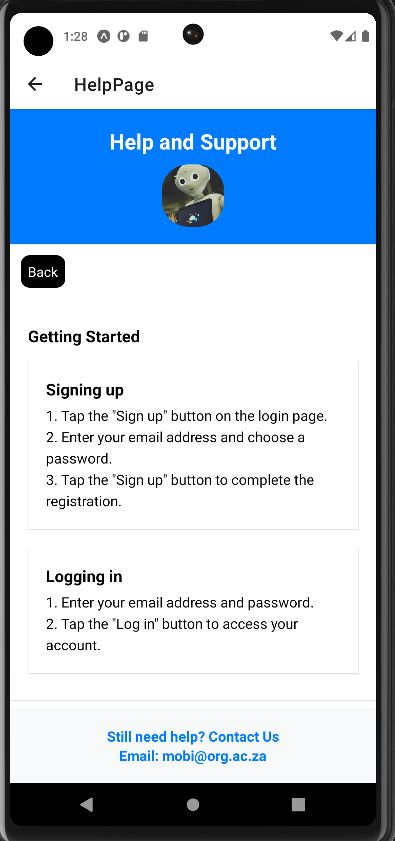 1:28
HelpPage
Help and Support
Back
Getting Started
Signing up
1. Tap the "Sign up" button on the login page.
2. Enter your email address and choose a
password.
3. Tap the "Sign up" button to complete the
registration.
Logging in
1. Enter your email address and password.
2. Tap the "Log in" button to access your
account.
Still need help? Contact Us
Email: mobi@org.ac.za